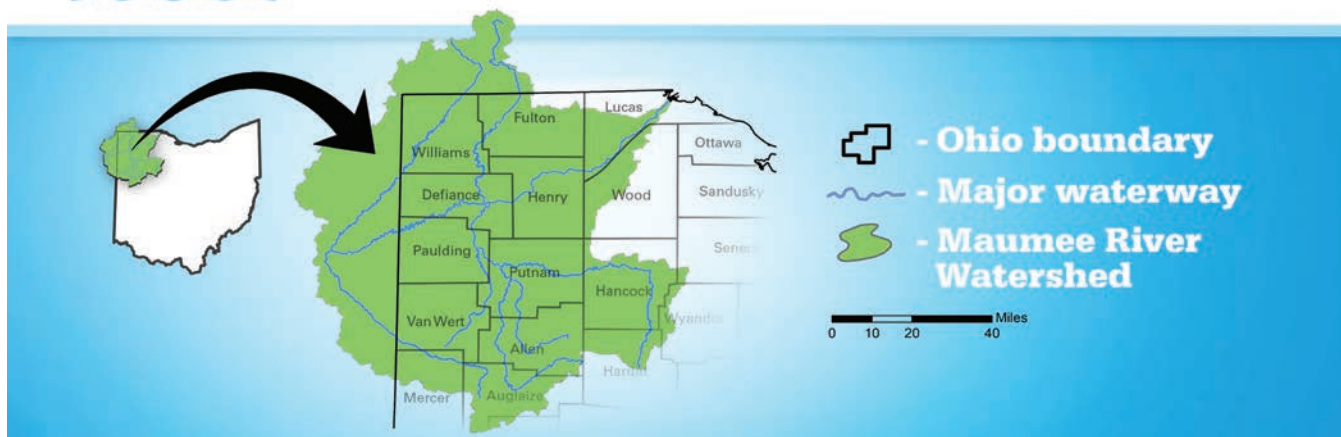 Lucas
Fulton
Ottawa
Williams
Defiance
Henry
Wood
Sandusky
Paulding
Putnam
Hancock
Van Wert
Allen
Mercer
Auglaize
- Ohio boundary
- Major waterway
- Maumee River
Watershed
Miles
0 10 20 40